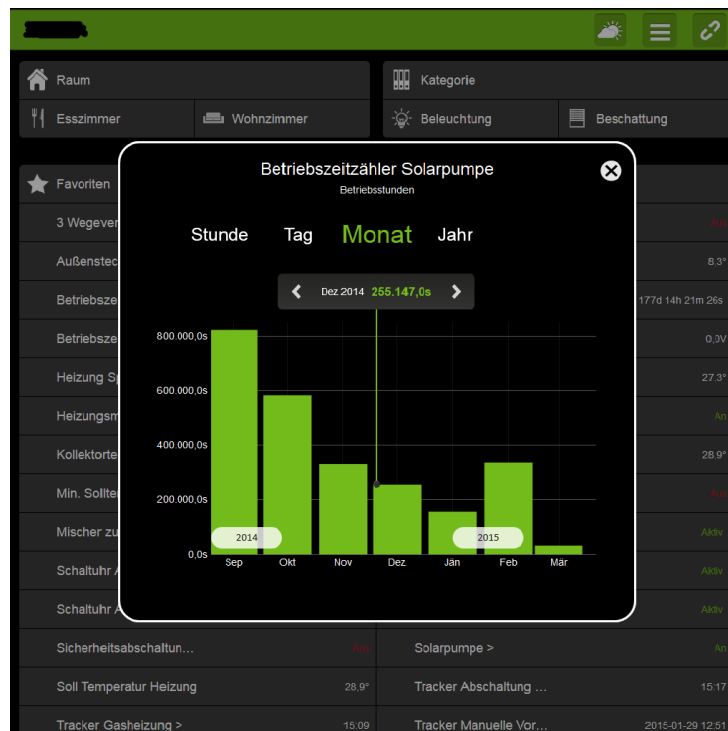 Raum
Kategorie
Esszimmer
Wohnzimmer
Beleuchtung
Beschattung
Favoriten
3 Wegever
Außenstec
8,3°
Betriebsze
177d 14h 21m 26s
Betriebsze
0,0V
Heizung Sp
27,3°
Heizungsm
An
Kollektorte
28,9°
Min. Sollte
Aus
Mischer zu
Aktiv
Schaltuhr A
Aktiv
Schaltuhr A
Aktiv
Betriebszeitzähler Solarpumpe
Betriebsstunden
Stunde Tag Monat Jahr
Dez 2014 255.147,0s
800.000,0s
600.000,0s
400.000,0s
200.000,0s
0,0s
2014
2015
Sep Okt Nov Dez Jän Feb Mär
Sicherheitsabschaltun...
Aus
Solarpumpe >
An
Soll Temperatur Heizung
28,9°
Tracker Abschaltung ...
15:17
Tracker Gasheizung >
15:09
Tracker Manuelle Vor...
2015-01-29 12:51